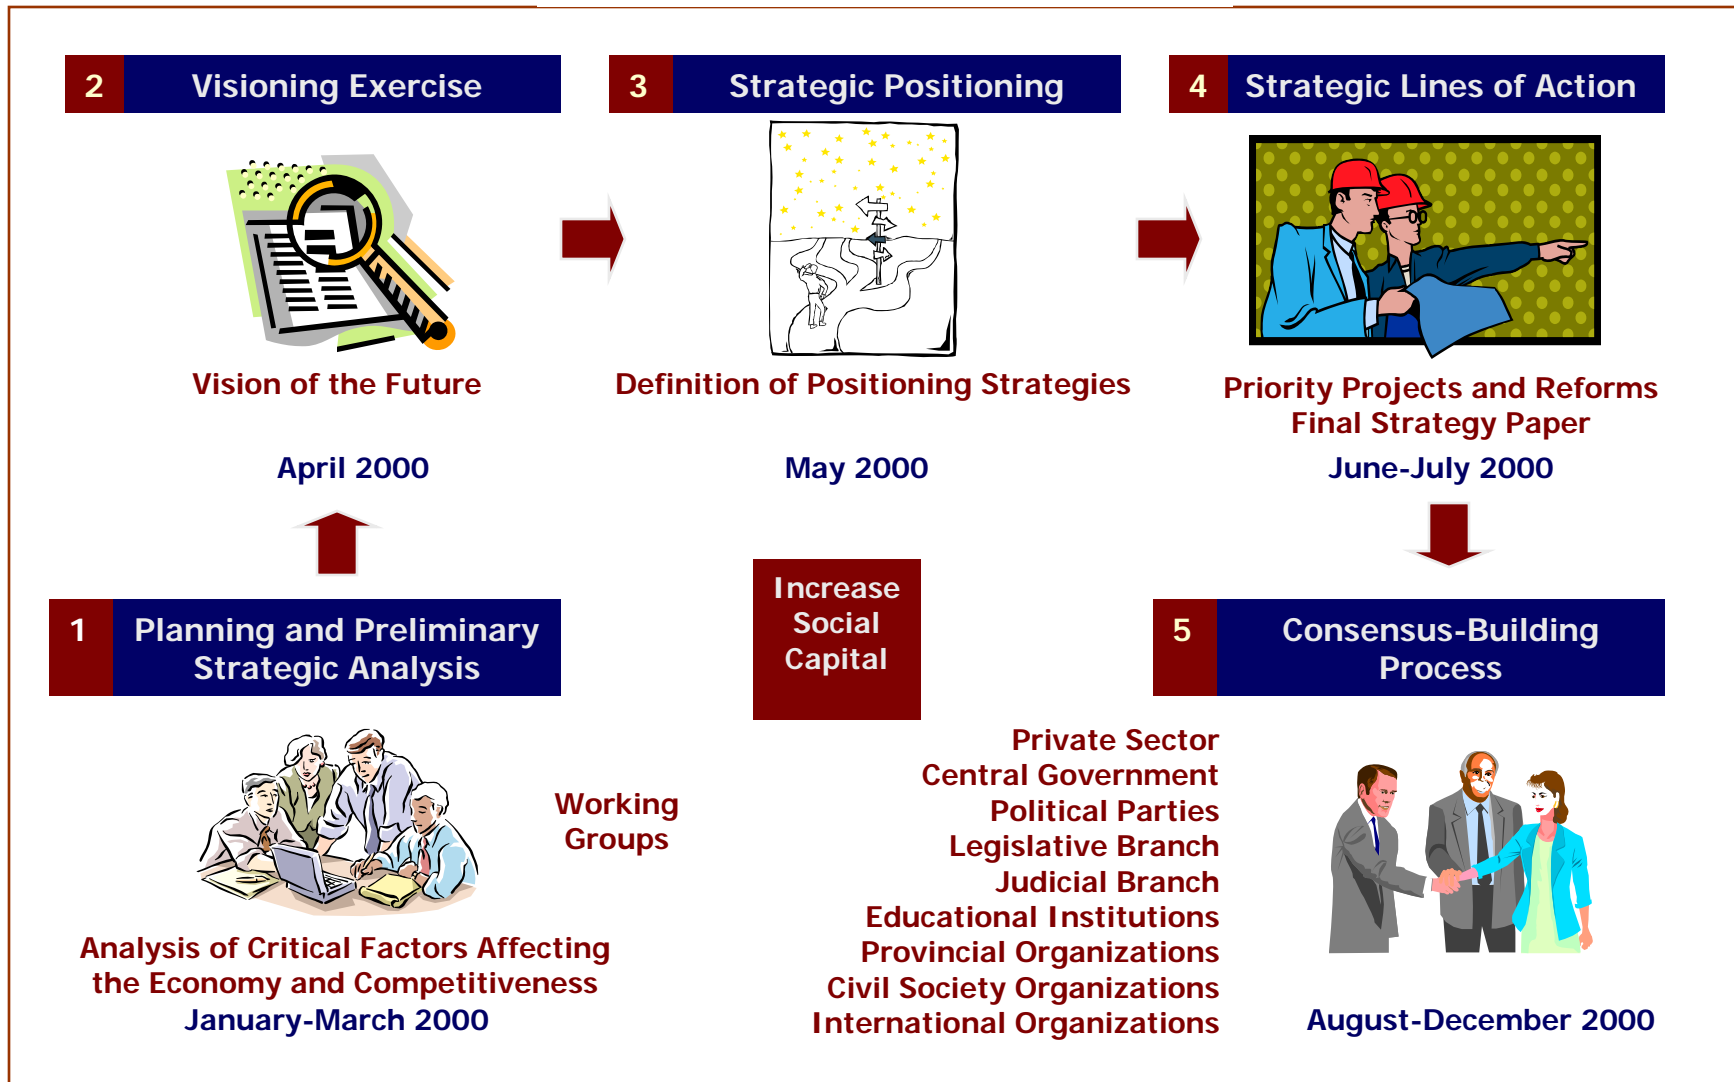 2 Visioning Exercise
Vision of the Future
April 2000
3 Strategic Positioning
Definition of Positioning Strategies
May 2000
4 Strategic Lines of Action
Priority Projects and Reforms
Final Strategy Paper
June-July 2000
1 Planning and Preliminary
Strategic Analysis
Working
Groups
Analysis of Critical Factors Affecting
the Economy and Competitiveness
January-March 2000
Increase
Social
Capital
5 Consensus-Building
Process
Private Sector
Central Government
Political Parties
Legislative Branch
Judicial Branch
Educational Institutions
Provincial Organizations
Civil Society Organizations
International Organizations
August-December 2000